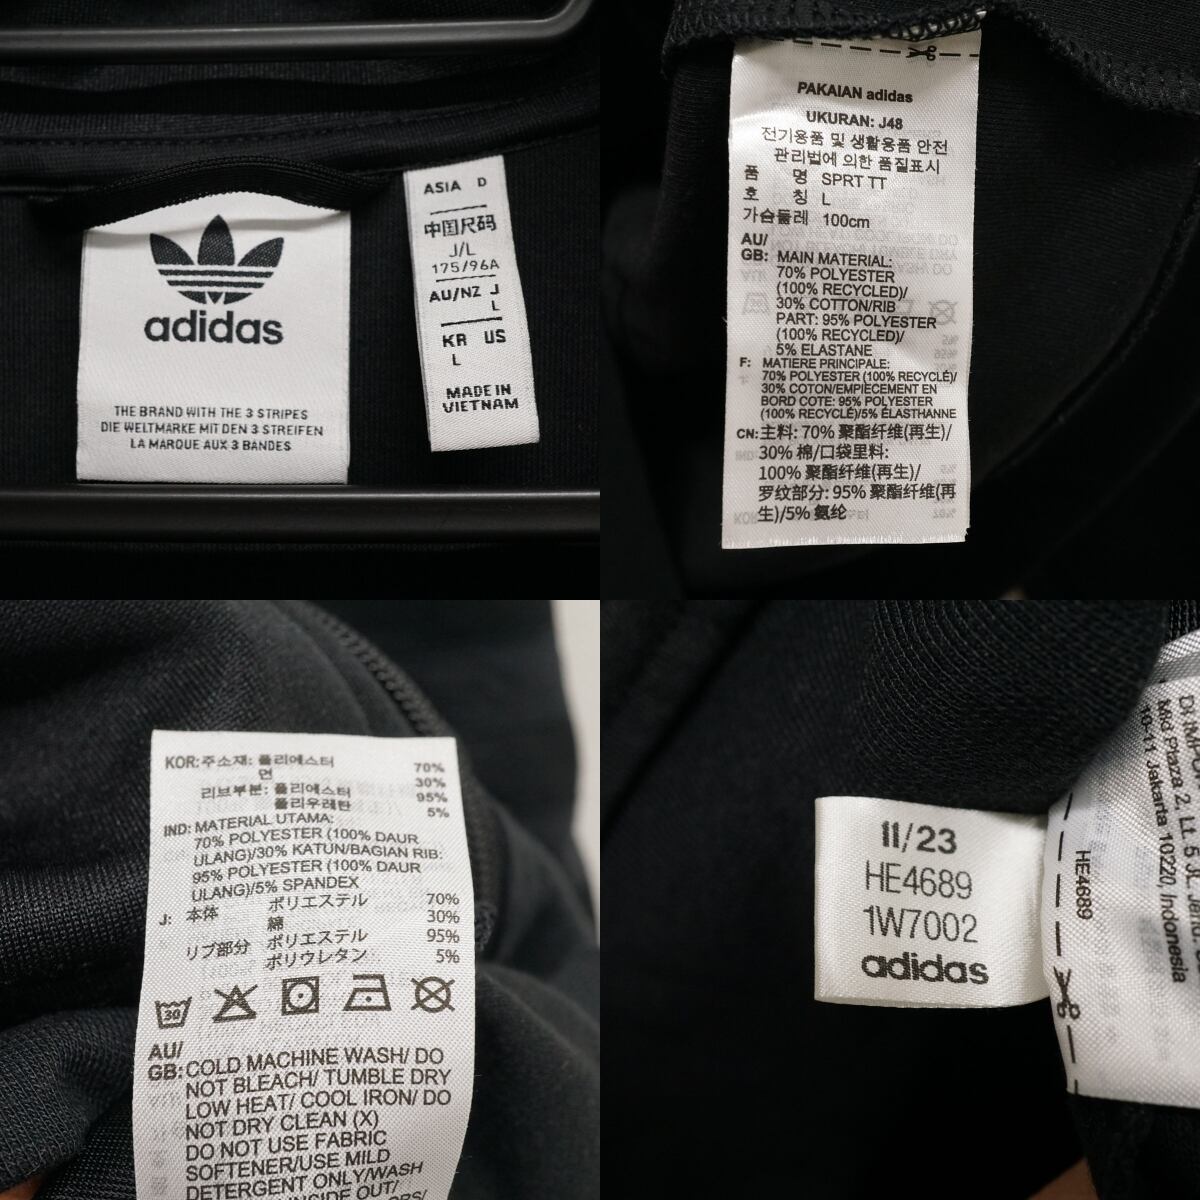 adidas
THE BRAND WITH THE 3 STRIPES
DIE WELTMARKE MIT DEN 3 STREIFEN
LA MARQUE AUX 3 BANDES
ASIA D
中国尺码
J/L
175/96A
AU/NZ J
L
KR US
L
MADE IN
VIETNAM
PAKAIAN adidas
UKURAN: J48
전기용품 및 생활용품 안전
관리법에 의한 품질표시
품 명 SPRT TT
호 칭 L
가슴둘레 100cm
AU/
GB: MAIN MATERIAL:
70% POLYESTER
(100% RECYCLED)/
30% COTTON/RIB
PART: 95% POLYESTER
(100% RECYCLED)/
5% ELASTANE
F: MATIERE PRINCIPALE:
70% POLYESTER (100% RECYCLÉ)/
30% COTON/EMPIECEMENT EN
BORD COTE: 95% POLYESTER
(100% RECYCLÉ)/5% ÉLASTHANNE
CN: 主料: 70% 聚酯纤维(再生)/
30% 棉/口袋里料:
100% 聚酯纤维(再生)/
罗纹部分: 95% 聚酯纤维(再
生)/5% 氨纶
KOR: 주소재: 폴리에스터 70%
면 30%
리브부분: 폴리에스터 95%
폴리우레탄 5%
IND: MATERIAL UTAMA:
70% POLYESTER (100% DAUR
ULANG)/30% KATUN/BAGIAN RIB:
95% POLYESTER (100% DAUR
ULANG)/5% SPANDEX
J: 本体 ポリエステル 70%
綿 30%
リブ部分 ポリエステル 95%
ポリウレタン 5%
30
AU/
GB: COLD MACHINE WASH/ DO
NOT BLEACH/ TUMBLE DRY
LOW HEAT/ COOL IRON/ DO
NOT DRY CLEAN (X)
DO NOT USE FABRIC
SOFTENER/USE MILD
DETERGENT ONLY/WASH
INSIDE OUT/
11/23
HE4689
1W7002
adidas
HE4689
Plaza 2, Lt. 5
Jakarta 10220, Indonesia